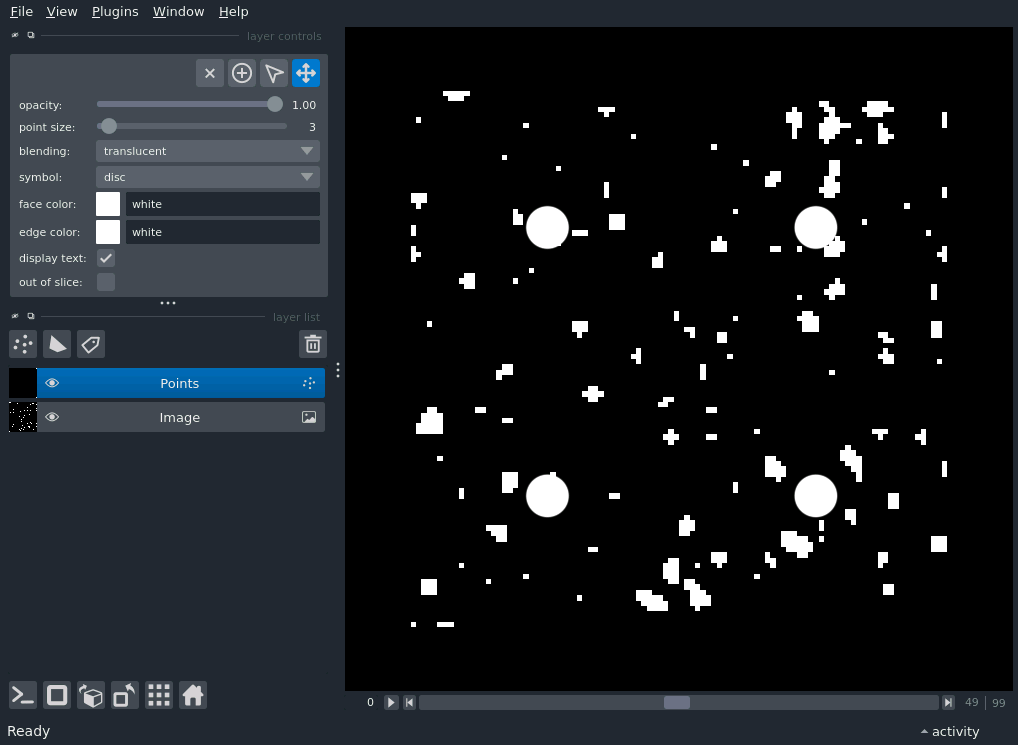 File View Plugins Window Help
layer controls
opacity: 1.00
point size: 3
blending: translucent
symbol: disc
face color: white
edge color: white
display text:
out of slice:
layer list
Points
Image
0 49 | 99
Ready activity